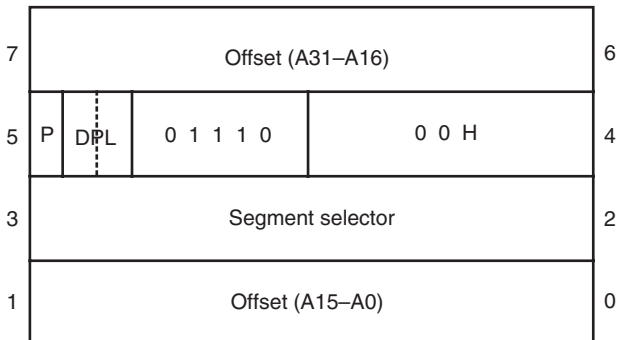 7 Offset (A31–A16) 6
5 P DPL 0 1 1 1 0 0 0 H 4
3 Segment selector 2
1 Offset (A15–A0) 0